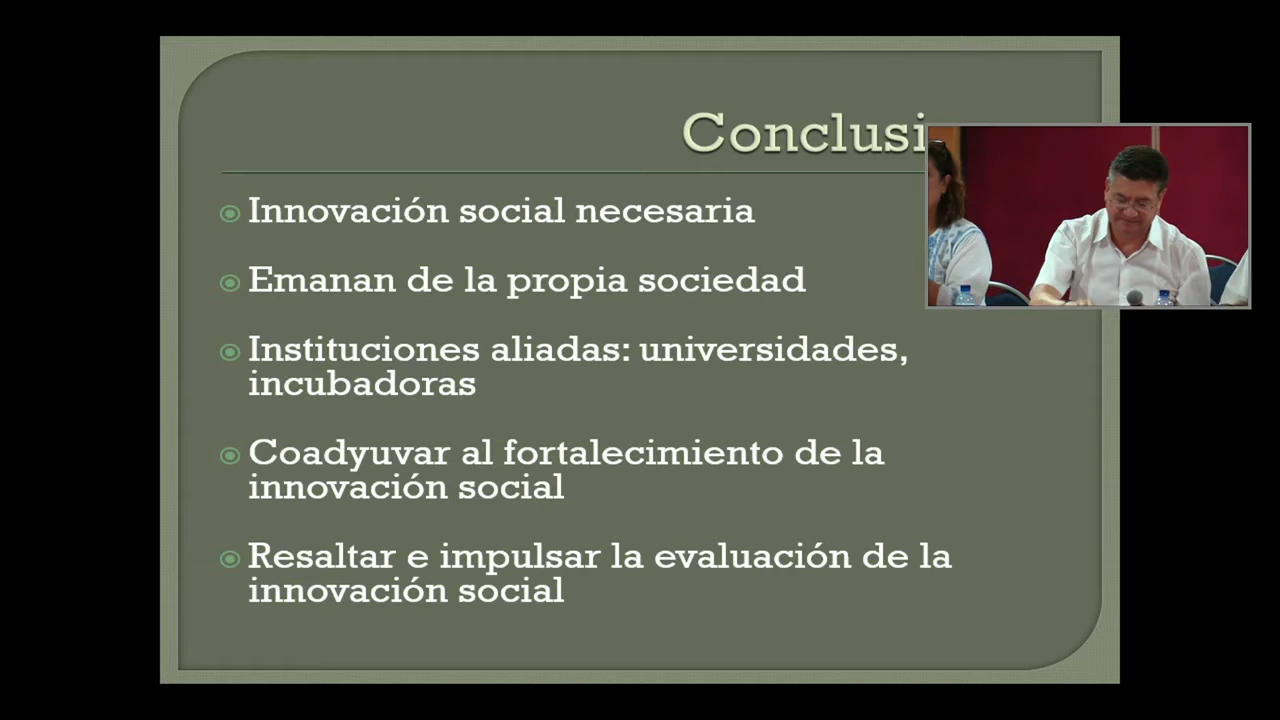 Conclusi
Innovación social necesaria
Emanan de la propia sociedad
Instituciones aliadas: universidades,
incubadoras
Coadyuvar al fortalecimiento de la
innovación social
Resaltar e impulsar la evaluación de la
innovación social